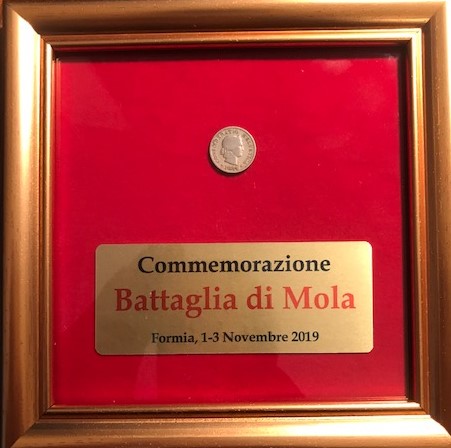 Commemorazione
Battaglia di Mola
Formia, 1-3 Novembre 2019